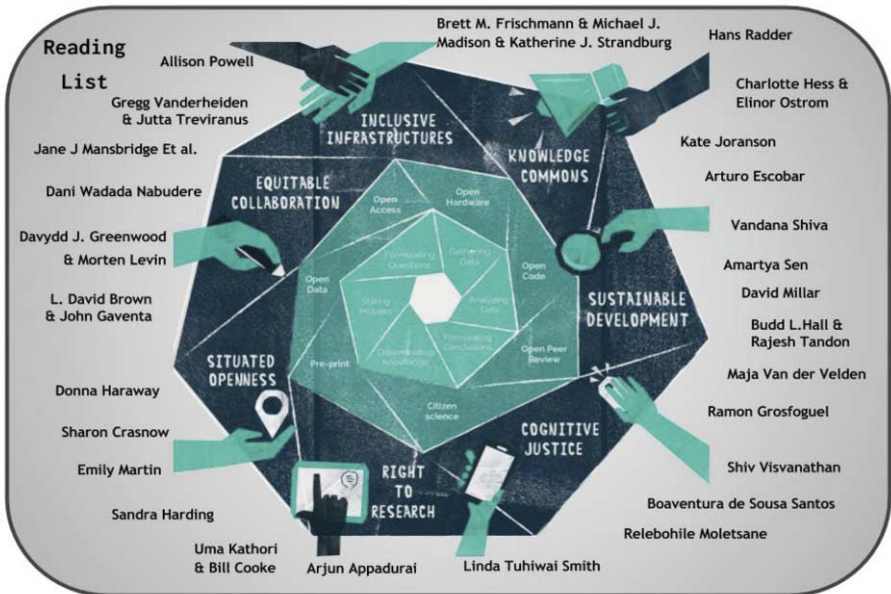 Reading
List
Allison Powell
Gregg Vanderheiden
& Jutta Treviranus
Jane J Mansbridge Et al.
Dani Wadada Nabudere
Davydd J. Greenwood
& Morten Levin
L. David Brown
& John Gaventa
Donna Haraway
Sharon Crasnow
Emily Martin
Sandra Harding
Uma Kathori
& Bill Cooke
Arjun Appadurai
Linda Tuhiwai Smith
Brett M. Frischmann & Michael J.
Madison & Katherine J. Strandburg
Hans Radder
Charlotte Hess &
Elinor Ostrom
Kate Joranson
Arturo Escobar
Vandana Shiva
Amartya Sen
David Millar
Budd L.Hall &
Rajesh Tandon
Maja Van der Velden
Ramon Grosfoguel
Shiv Visvanathan
Boaventura de Sousa Santos
Relebohile Moletsane
INCLUSIVE
INFRASTRUCTURES
KNOWLEDGE
COMMONS
EQUITABLE
COLLABORATION
SUSTAINABLE
DEVELOPMENT
SITUATED
OPENNESS
COGNITIVE
JUSTICE
RIGHT
TO
RESEARCH
Open
Access
Open
Hardware
Open
Data
Open
Code
Pre-print
Open Peer
Review
Citizen
science
Formulating
Questions
Gathering
Data
Analyzing
Data
Formulating
Conclusions
Disseminating
Knowledge
Stating
Problem